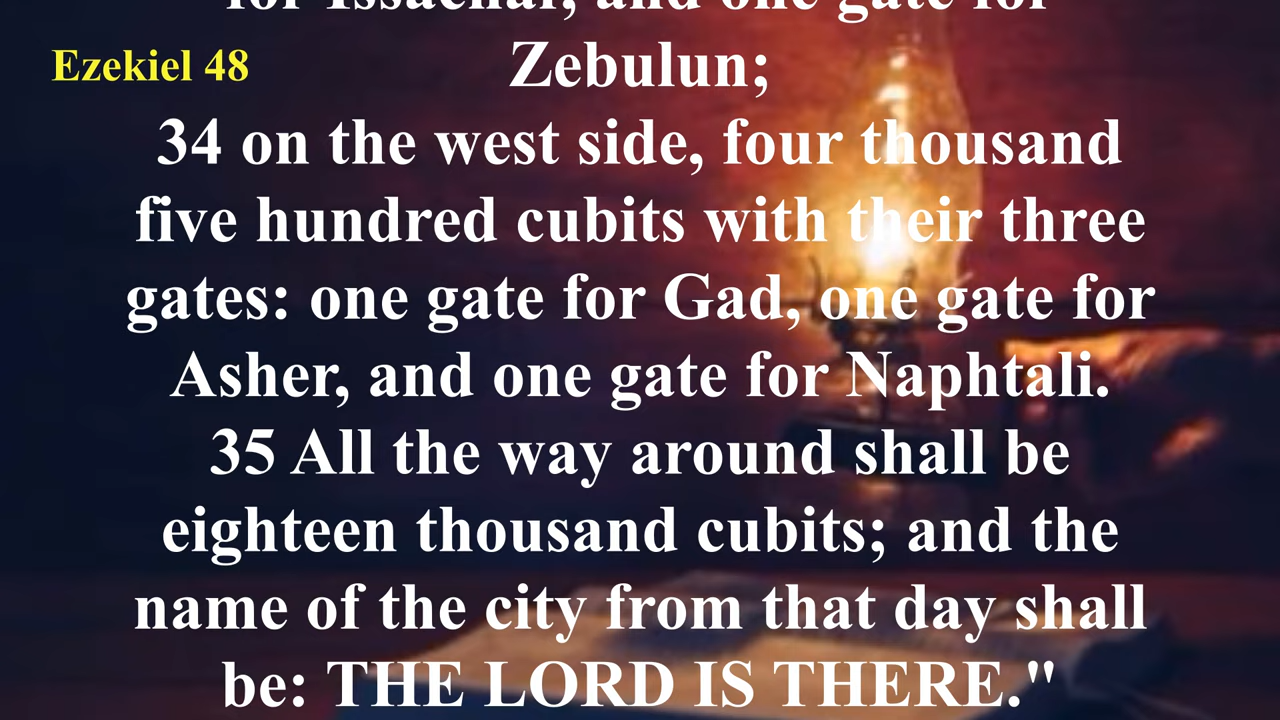 for Issachar, and one gate for
Ezekiel 48
Zebulun;
34 on the west side, four thousand
five hundred cubits with their three
gates: one gate for Gad, one gate for
Asher, and one gate for Naphtali.
35 All the way around shall be
eighteen thousand cubits; and the
name of the city from that day shall
be: THE LORD IS THERE."